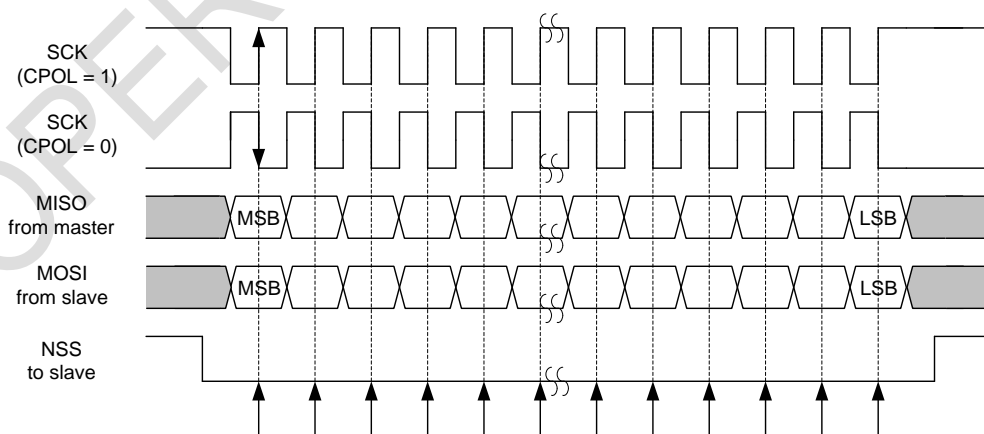 SCK
(CPOL = 1)
SCK
(CPOL = 0)
MISO
from master
MSB
LSB
MOSI
from slave
MSB
LSB
NSS
to slave